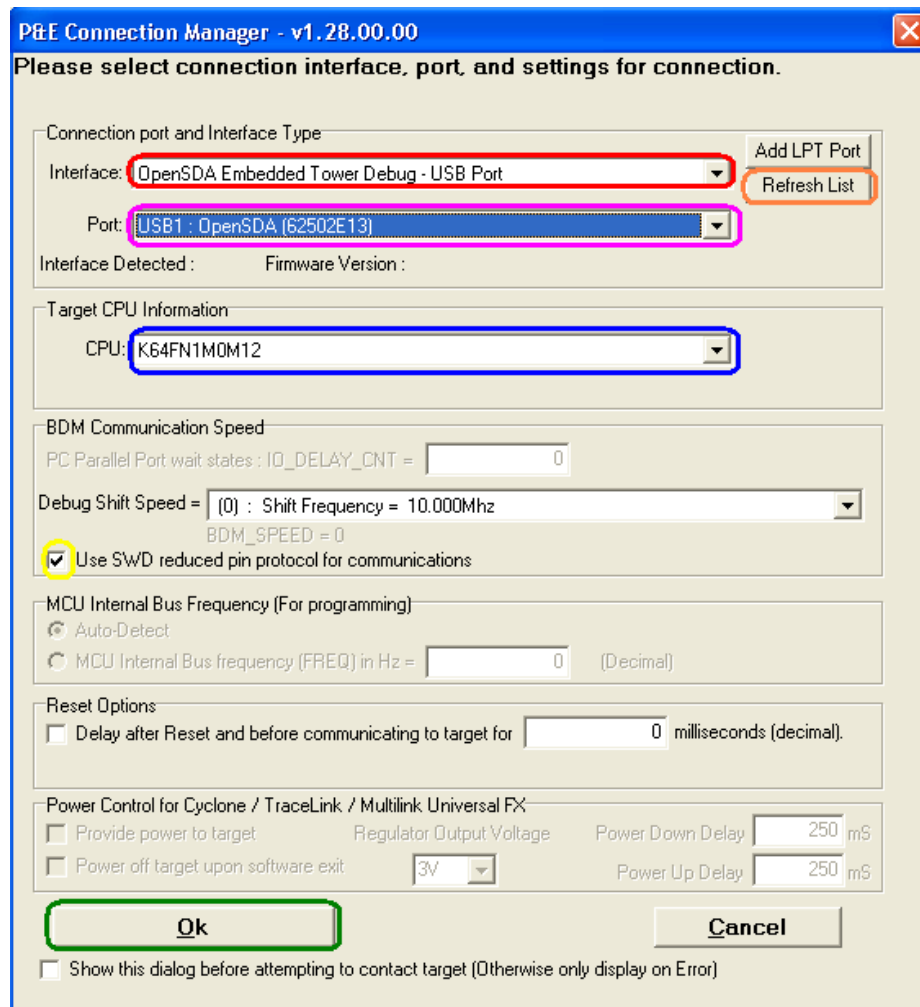 P&E Connection Manager - v1.28.00.00
Please select connection interface, port, and settings for connection.
Connection port and Interface Type
Add LPT Port
Interface: OpenSDA Embedded Tower Debug - USB Port
Refresh List
Port: USB1 : OpenSDA (62502E13)
Interface Detected : Firmware Version :
Target CPU Information
CPU: K64FN1M0M12
BDM Communication Speed
PC Parallel Port wait states : IO_DELAY_CNT = 0
Debug Shift Speed = (0) : Shift Frequency = 10.000Mhz
BDM_SPEED = 0
Use SWD reduced pin protocol for communications
MCU Internal Bus Frequency (For programming)
Auto-Detect
MCU Internal Bus frequency (FREQ) in Hz = 0 (Decimal)
Reset Options
Delay after Reset and before communicating to target for 0 milliseconds (decimal).
Power Control for Cyclone / TraceLink / Multilink Universal FX
Provide power to target Regulator Output Voltage Power Down Delay 250 mS
Power off target upon software exit 3V Power Up Delay 250 mS
Ok Cancel
Show this dialog before attempting to contact target (Otherwise only display on Error)